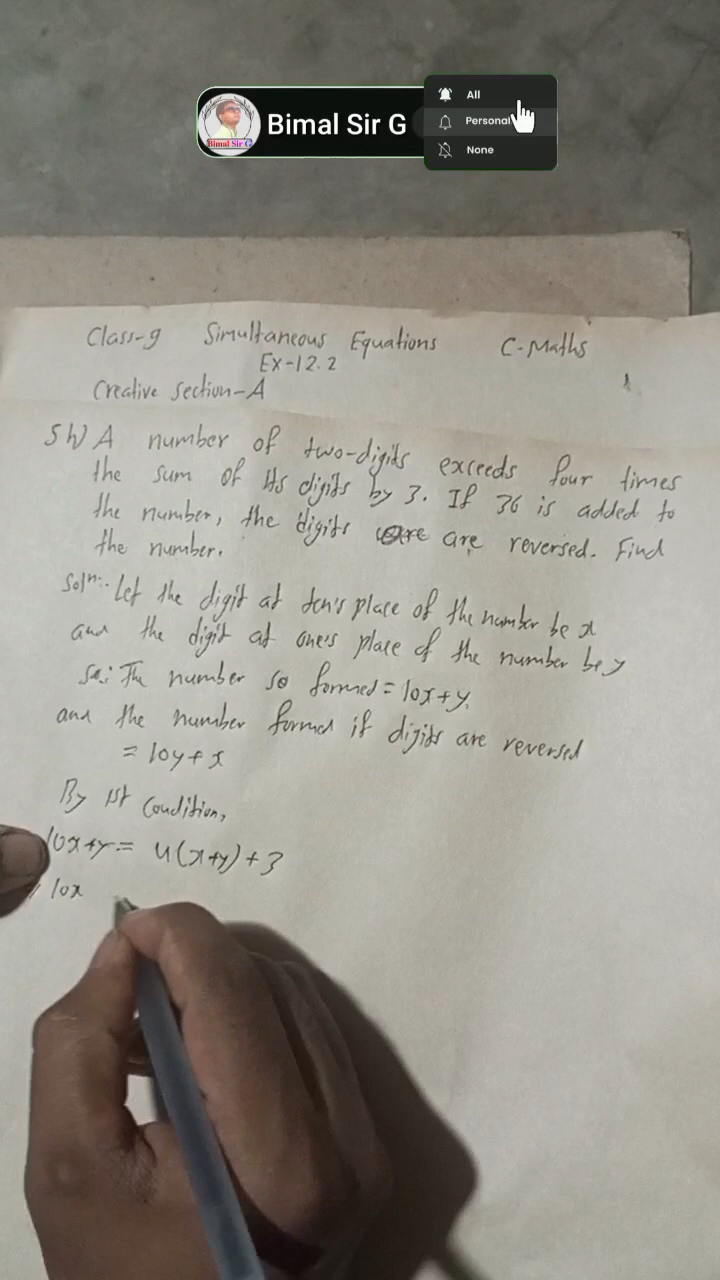 All
Bimal Sir G
Personal
None
Bimal Sir G
Class-9 Simultaneous Equations C-Maths
Ex-12.2
Creative Section-A
A number of two-digits exceeds four times
the sum of its digits by 3. If 36 is added to
the number, the digits are reversed. Find
the number.
Soln:- Let the digit at ten's place of the number be x
and the digit at one's place of the number be y
The number so formed = 10x+y.
and the number formed if digits are reversed
= 10y+x
By 1st Condition,
10x+y = 4(x+y)+3
10x